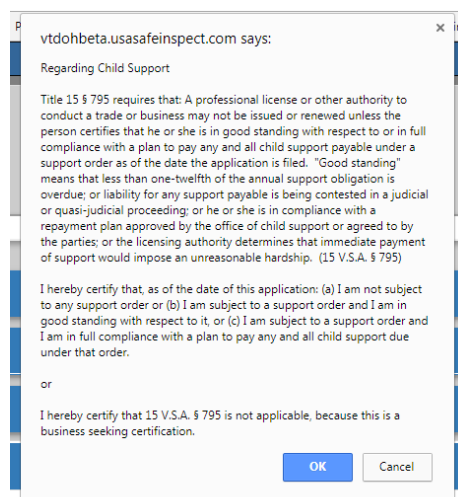 vtdohbeta.usasafeinspect.com says:
Regarding Child Support
Title 15 § 795 requires that: A professional license or other authority to
conduct a trade or business may not be issued or renewed unless the
person certifies that he or she is in good standing with respect to or in full
compliance with a plan to pay any and all child support payable under a
support order as of the date the application is filed.  "Good standing"
means that less than one-twelfth of the annual support obligation is
overdue; or liability for any support payable is being contested in a judicial
or quasi-judicial proceeding; or he or she is in compliance with a
repayment plan approved by the office of child support or agreed to by
the parties; or the licensing authority determines that immediate payment
of support would impose an unreasonable hardship.  (15 V.S.A. § 795)
I hereby certify that, as of the date of this application: (a) I am not subject
to any support order or (b) I am subject to a support order and I am in
good standing with respect to it, or (c) I am subject to a support order and
I am in full compliance with a plan to pay any and all child support due
under that order.
or
I hereby certify that 15 V.S.A. § 795 is not applicable, because this is a
business seeking certification.
OK Cancel